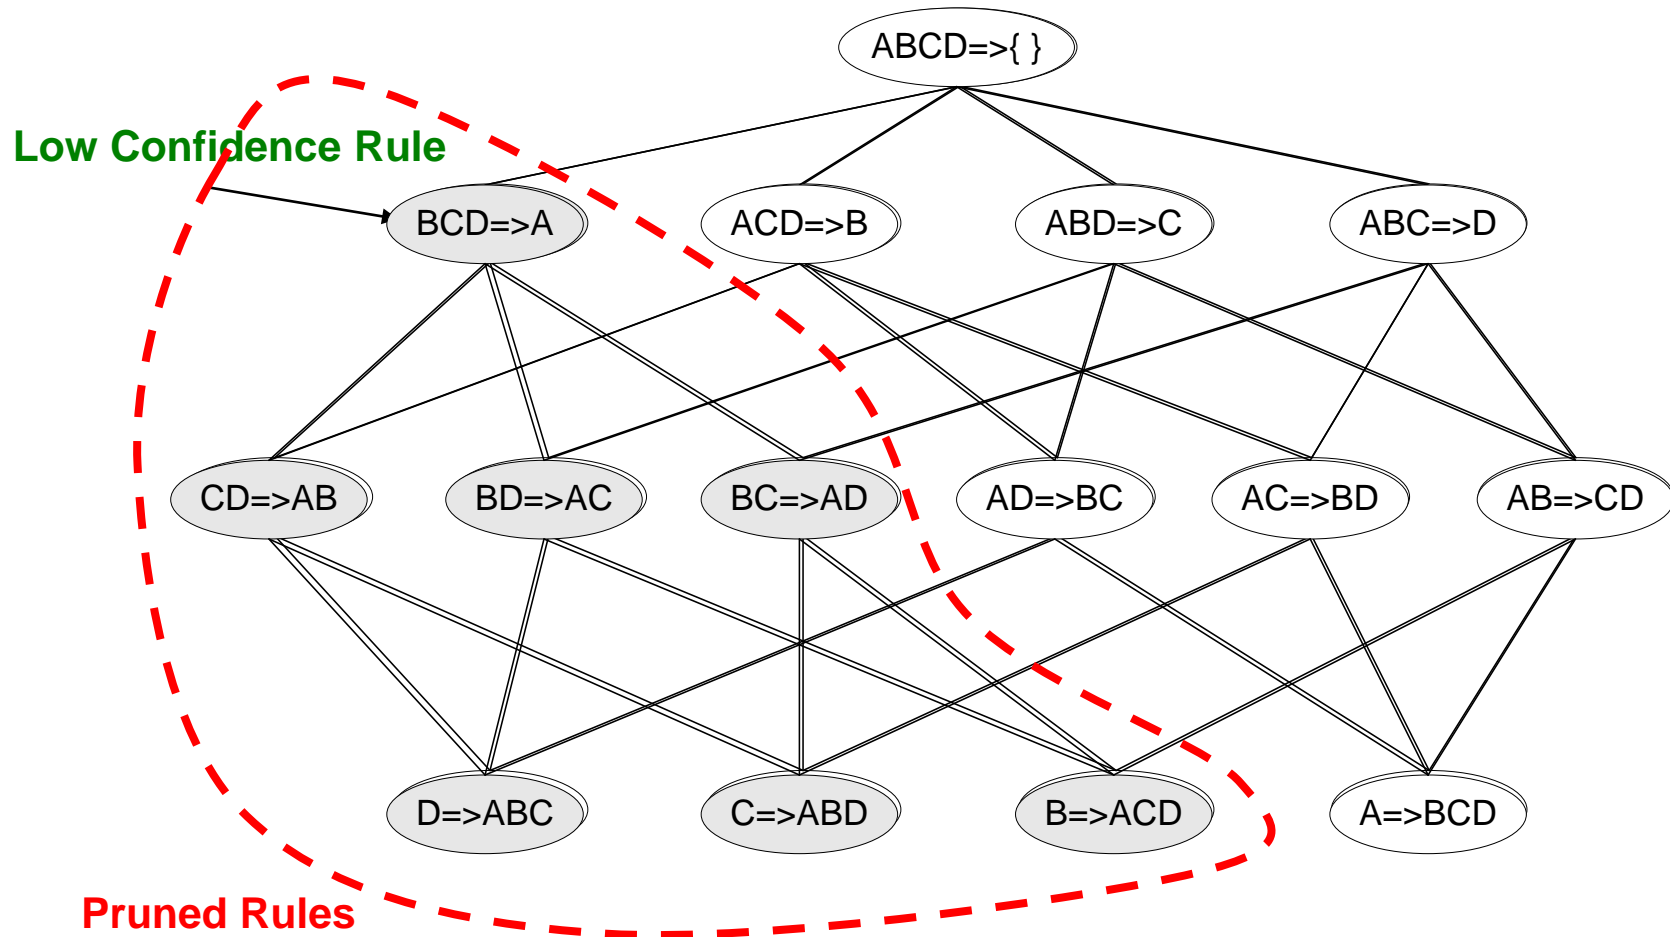 ABCD=>{ }
Low Confidence Rule
BCD=>A
ACD=>B
ABD=>C
ABC=>D
CD=>AB
BD=>AC
BC=>AD
AD=>BC
AC=>BD
AB=>CD
D=>ABC
C=>ABD
B=>ACD
A=>BCD
Pruned Rules